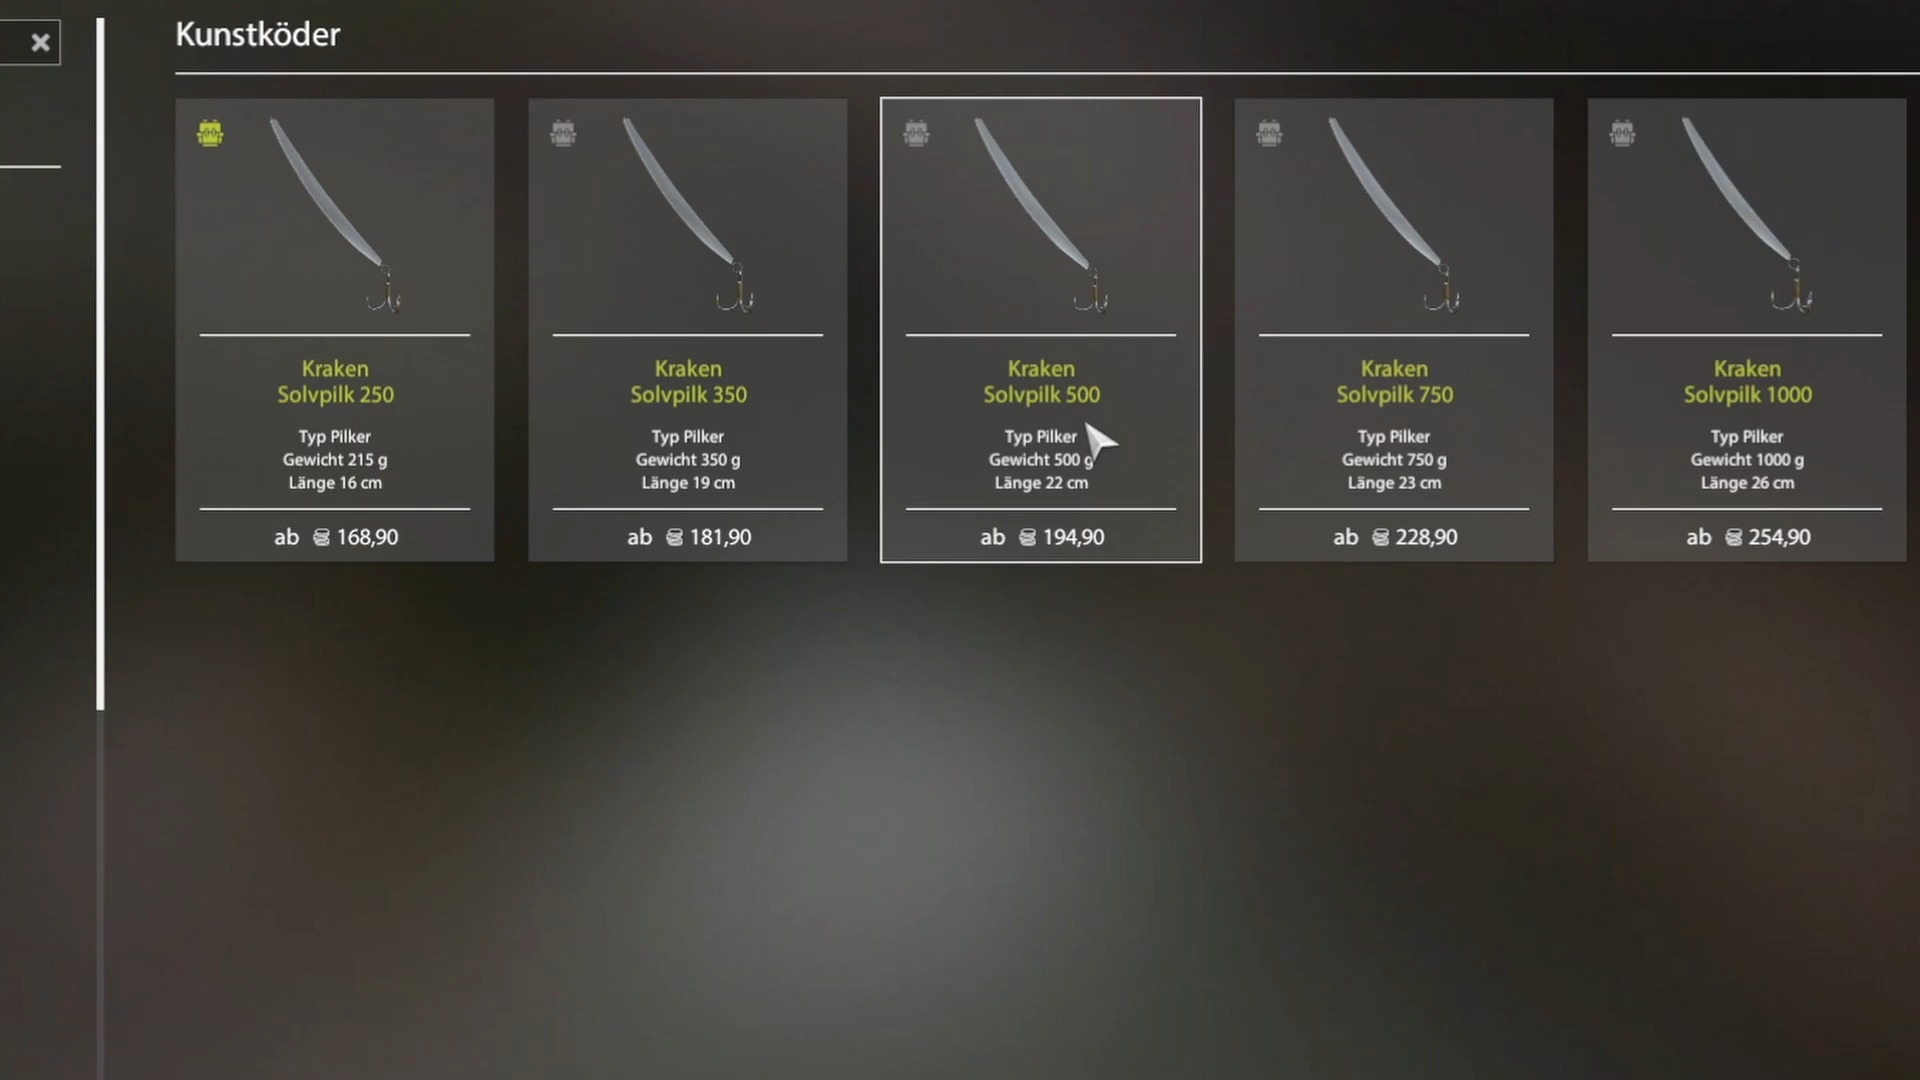 Kunstköder
Kraken
Solvpilk 250
Typ Pilker
Gewicht 215 g
Länge 16 cm
ab 168,90
Kraken
Solvpilk 350
Typ Pilker
Gewicht 350 g
Länge 19 cm
ab 181,90
Kraken
Solvpilk 500
Typ Pilker
Gewicht 500 g
Länge 22 cm
ab 194,90
Kraken
Solvpilk 750
Typ Pilker
Gewicht 750 g
Länge 23 cm
ab 228,90
Kraken
Solvpilk 1000
Typ Pilker
Gewicht 1000 g
Länge 26 cm
ab 254,90